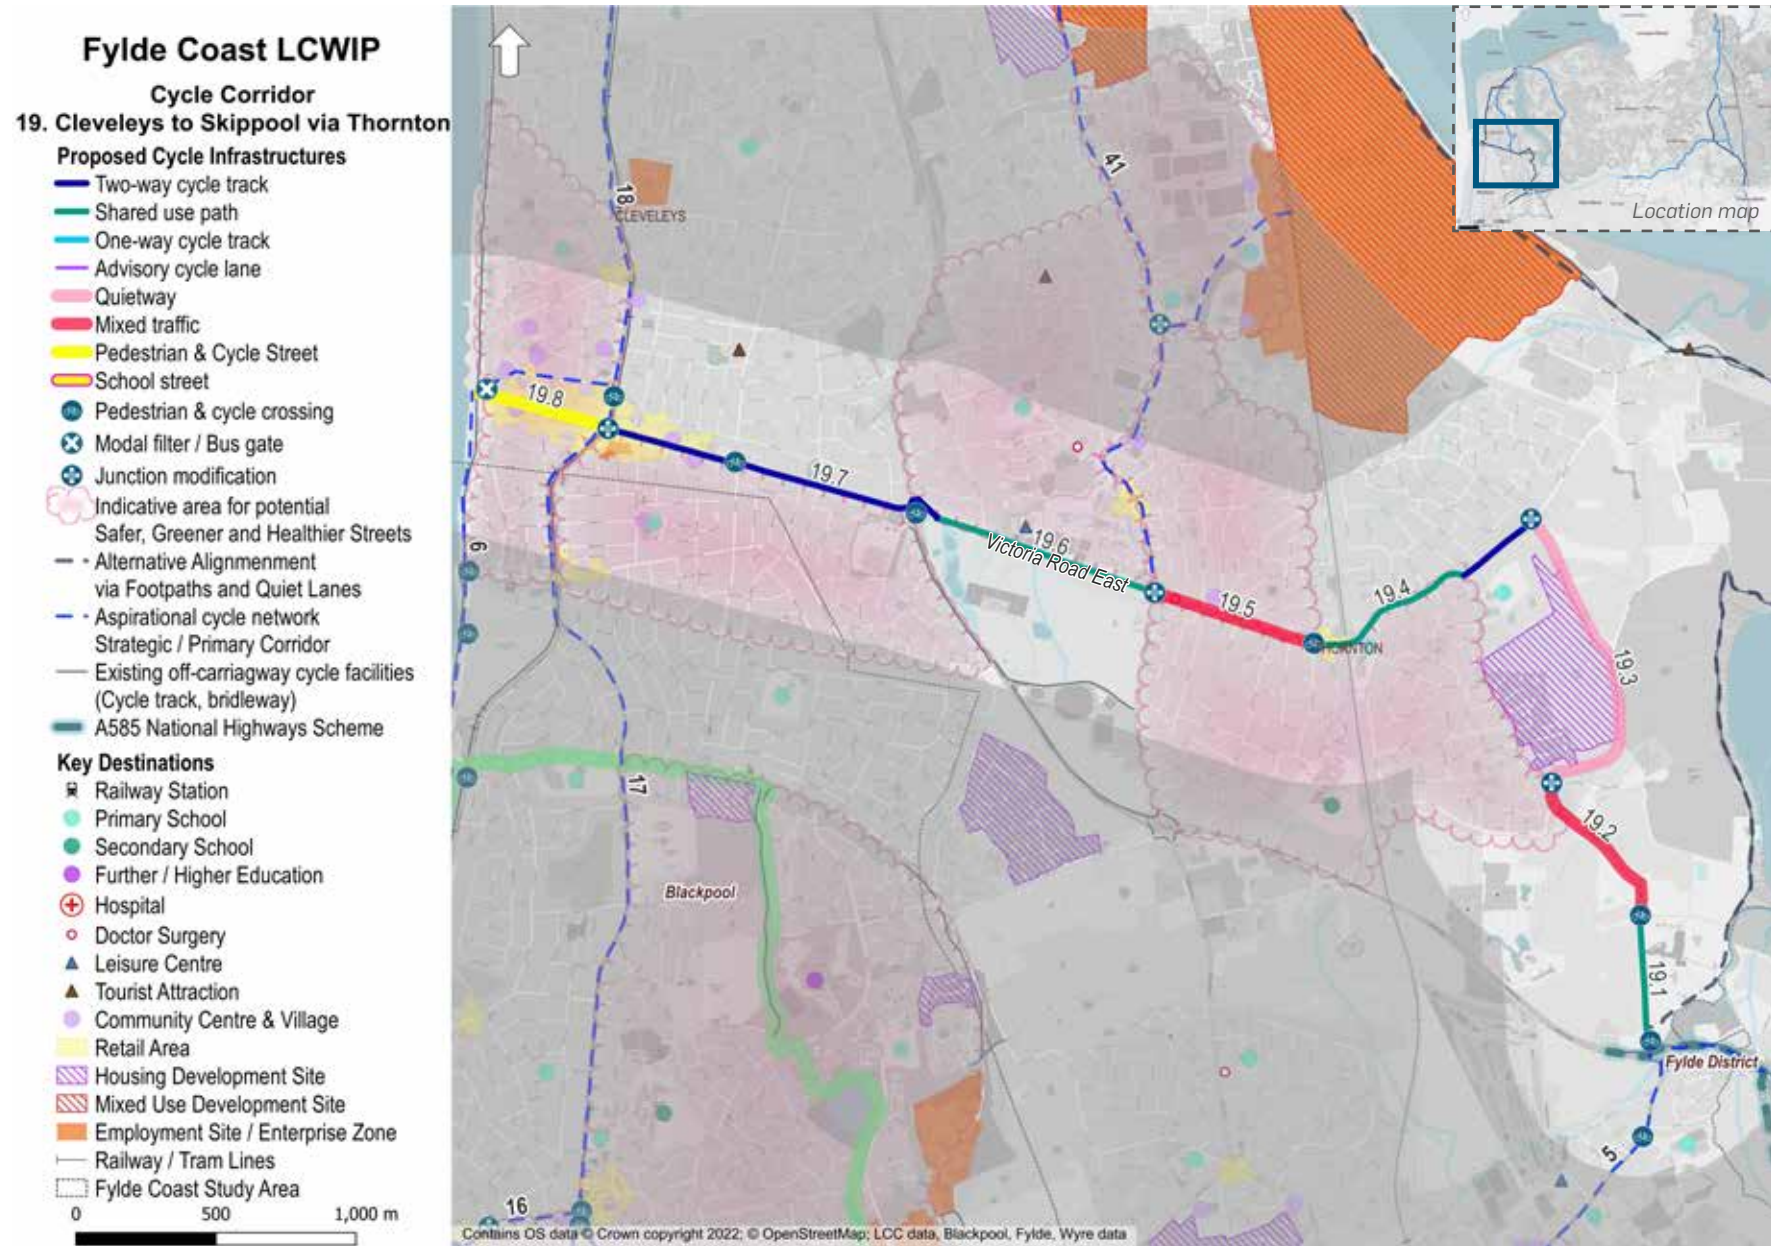 Fylde Coast LCWIP
Cycle Corridor
19. Cleveleys to Skippool via Thornton
Proposed Cycle Infrastructures
Two-way cycle track
Shared use path
One-way cycle track
Advisory cycle lane
Quietway
Mixed traffic
Pedestrian & Cycle Street
School street
Pedestrian & cycle crossing
Modal filter / Bus gate
Junction modification
Indicative area for potential
Safer, Greener and Healthier Streets
Alternative Alignmenment
via Footpaths and Quiet Lanes
Aspirational cycle network
Strategic / Primary Corridor
Existing off-carriagway cycle facilities
(Cycle track, bridleway)
A585 National Highways Scheme
Key Destinations
Railway Station
Primary School
Secondary School
Further / Higher Education
Hospital
Doctor Surgery
Leisure Centre
Tourist Attraction
Community Centre & Village
Retail Area
Housing Development Site
Mixed Use Development Site
Employment Site / Enterprise Zone
Railway / Tram Lines
Fylde Coast Study Area
0 500 1,000 m
Location map
41
18
CLEVELEYS
19.8
19.7
19.6
Victoria Road East
19.5
THORNTON
19.4
19.3
19.2
19.1
6
17
Blackpool
Fylde District
5
16
Contains OS data © Crown copyright 2022; © OpenStreetMap; LCC data, Blackpool, Fylde, Wyre data